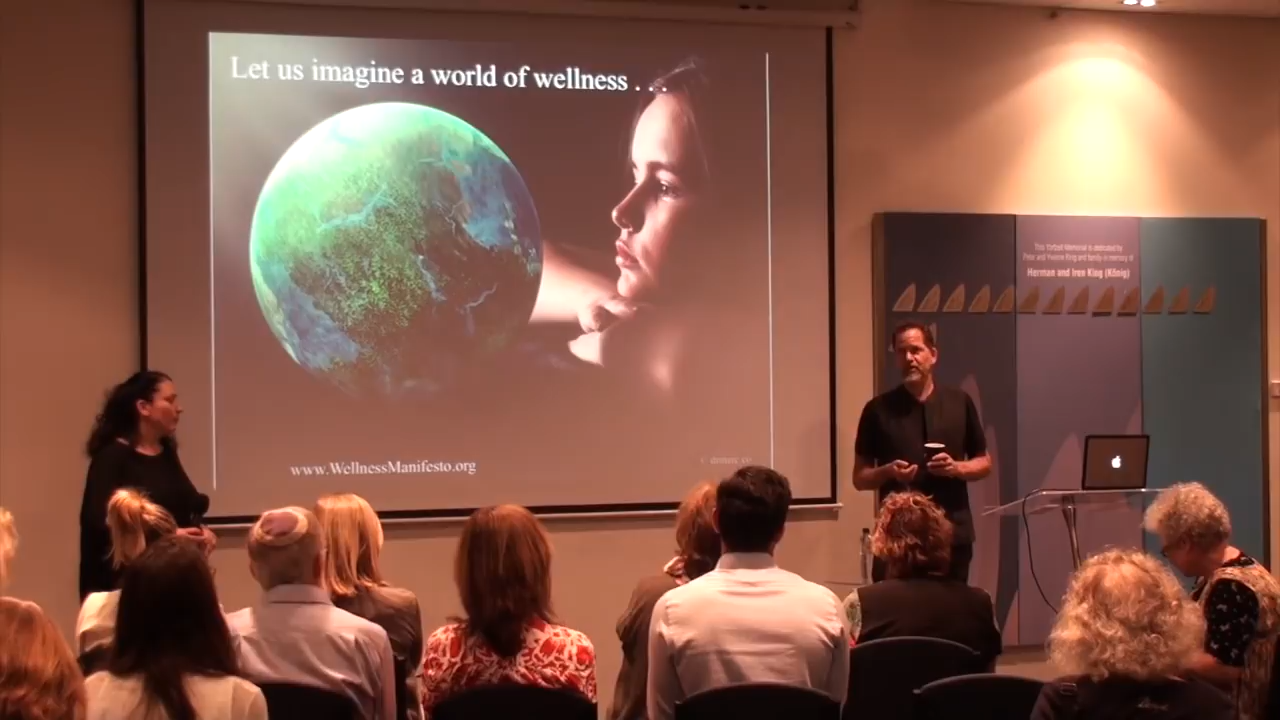 Let us imagine a world of wellness . . .
www.WellnessManifesto.org
This Yortzeit Memorial is dedicated by
Peter and Yvonne King and family in memory of
Herman and Iren King (König)